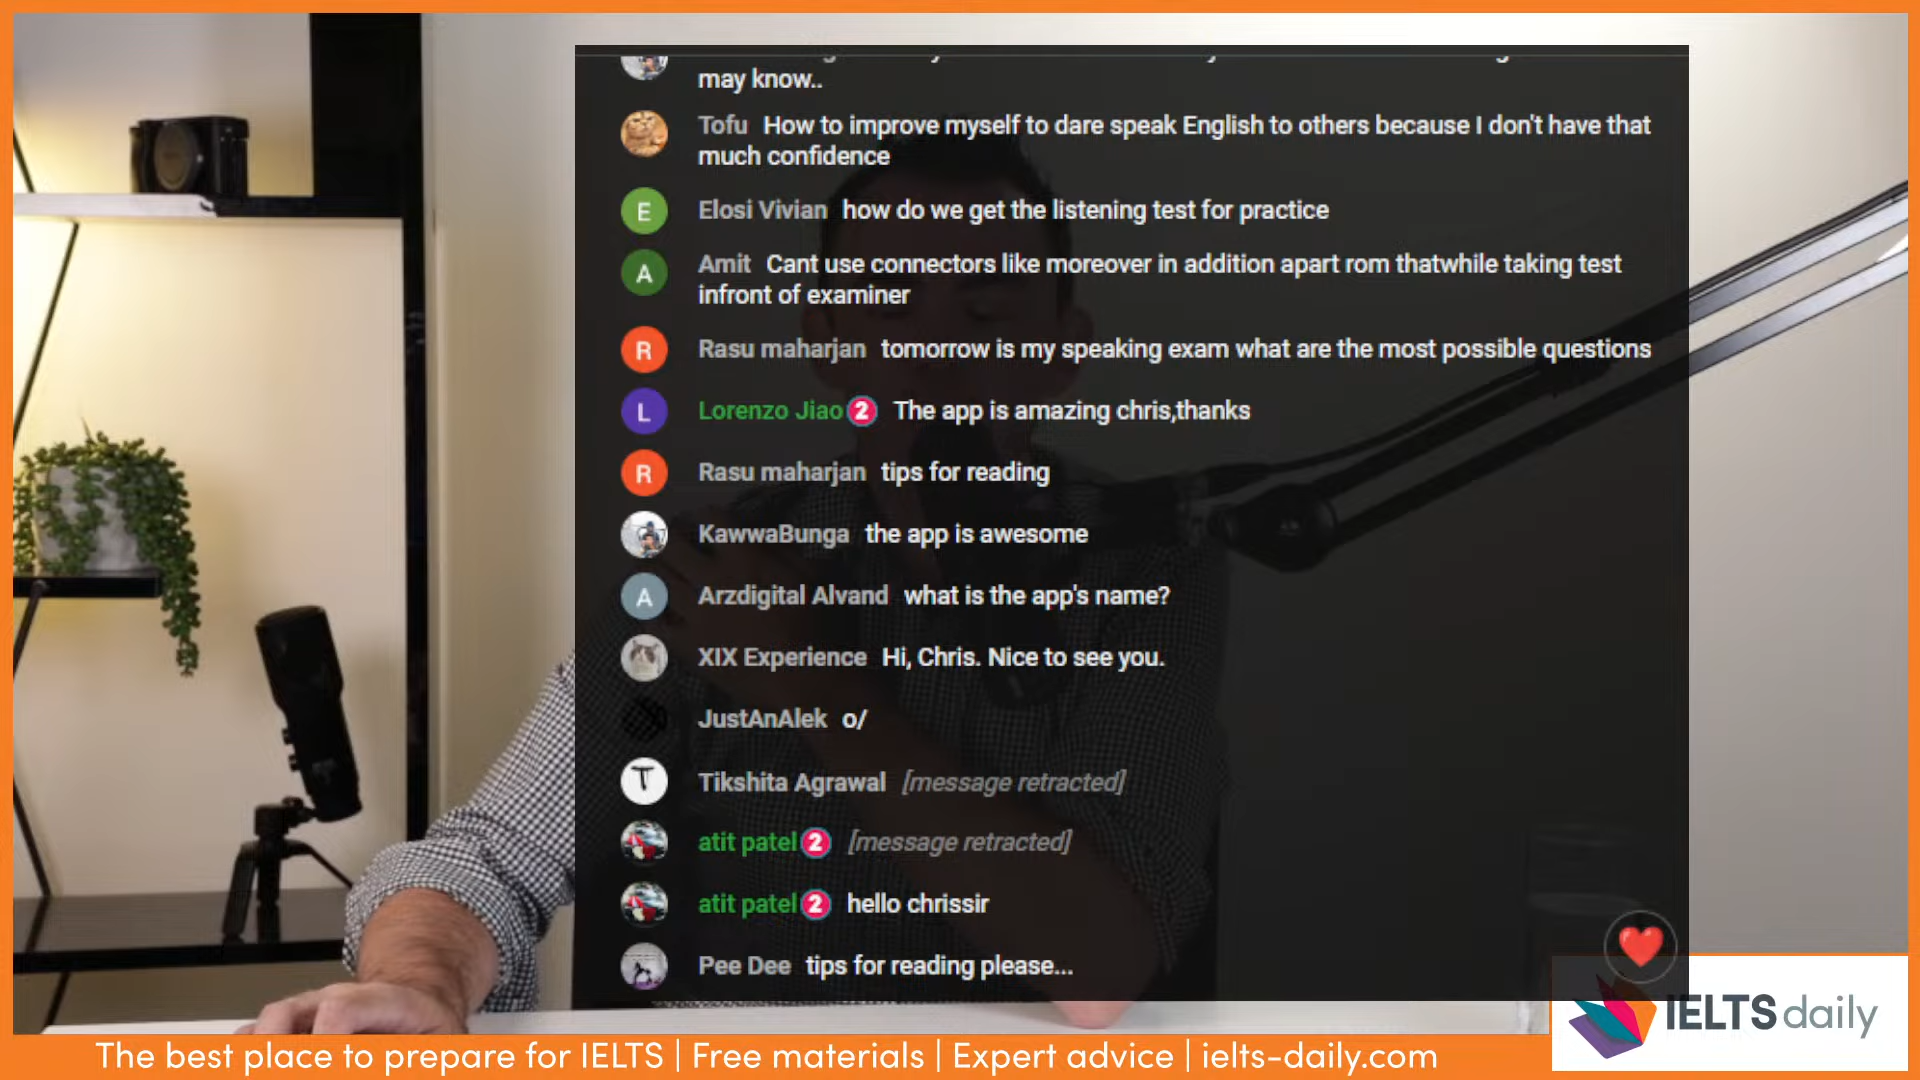 may know..
Tofu How to improve myself to dare speak English to others because I don't have that
much confidence
E
Elosi Vivian how do we get the listening test for practice
A
Amit Cant use connectors like moreover in addition apart rom thatwhile taking test
infront of examiner
R
Rasu maharjan tomorrow is my speaking exam what are the most possible questions
L
Lorenzo Jiao 2 The app is amazing chris,thanks
R
Rasu maharjan tips for reading
KawwaBunga the app is awesome
A
Arzdigital Alvand what is the app's name?
XIX Experience Hi, Chris. Nice to see you.
JustAnAlek o/
T
Tikshita Agrawal [message retracted]
atit patel 2 [message retracted]
atit patel 2 hello chrissir
Pee Dee tips for reading please...
IELTS daily
The best place to prepare for IELTS | Free materials | Expert advice | ielts-daily.com